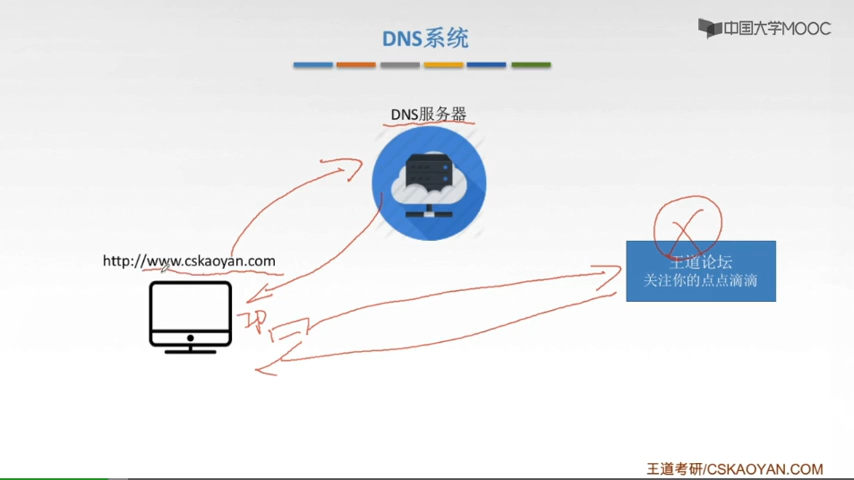 DNS系统
中国大学MOOC
DNS服务器
http://www.cskaoyan.com
IP
王道论坛
关注你的点点滴滴
王道考研/CSKAOYAN.COM